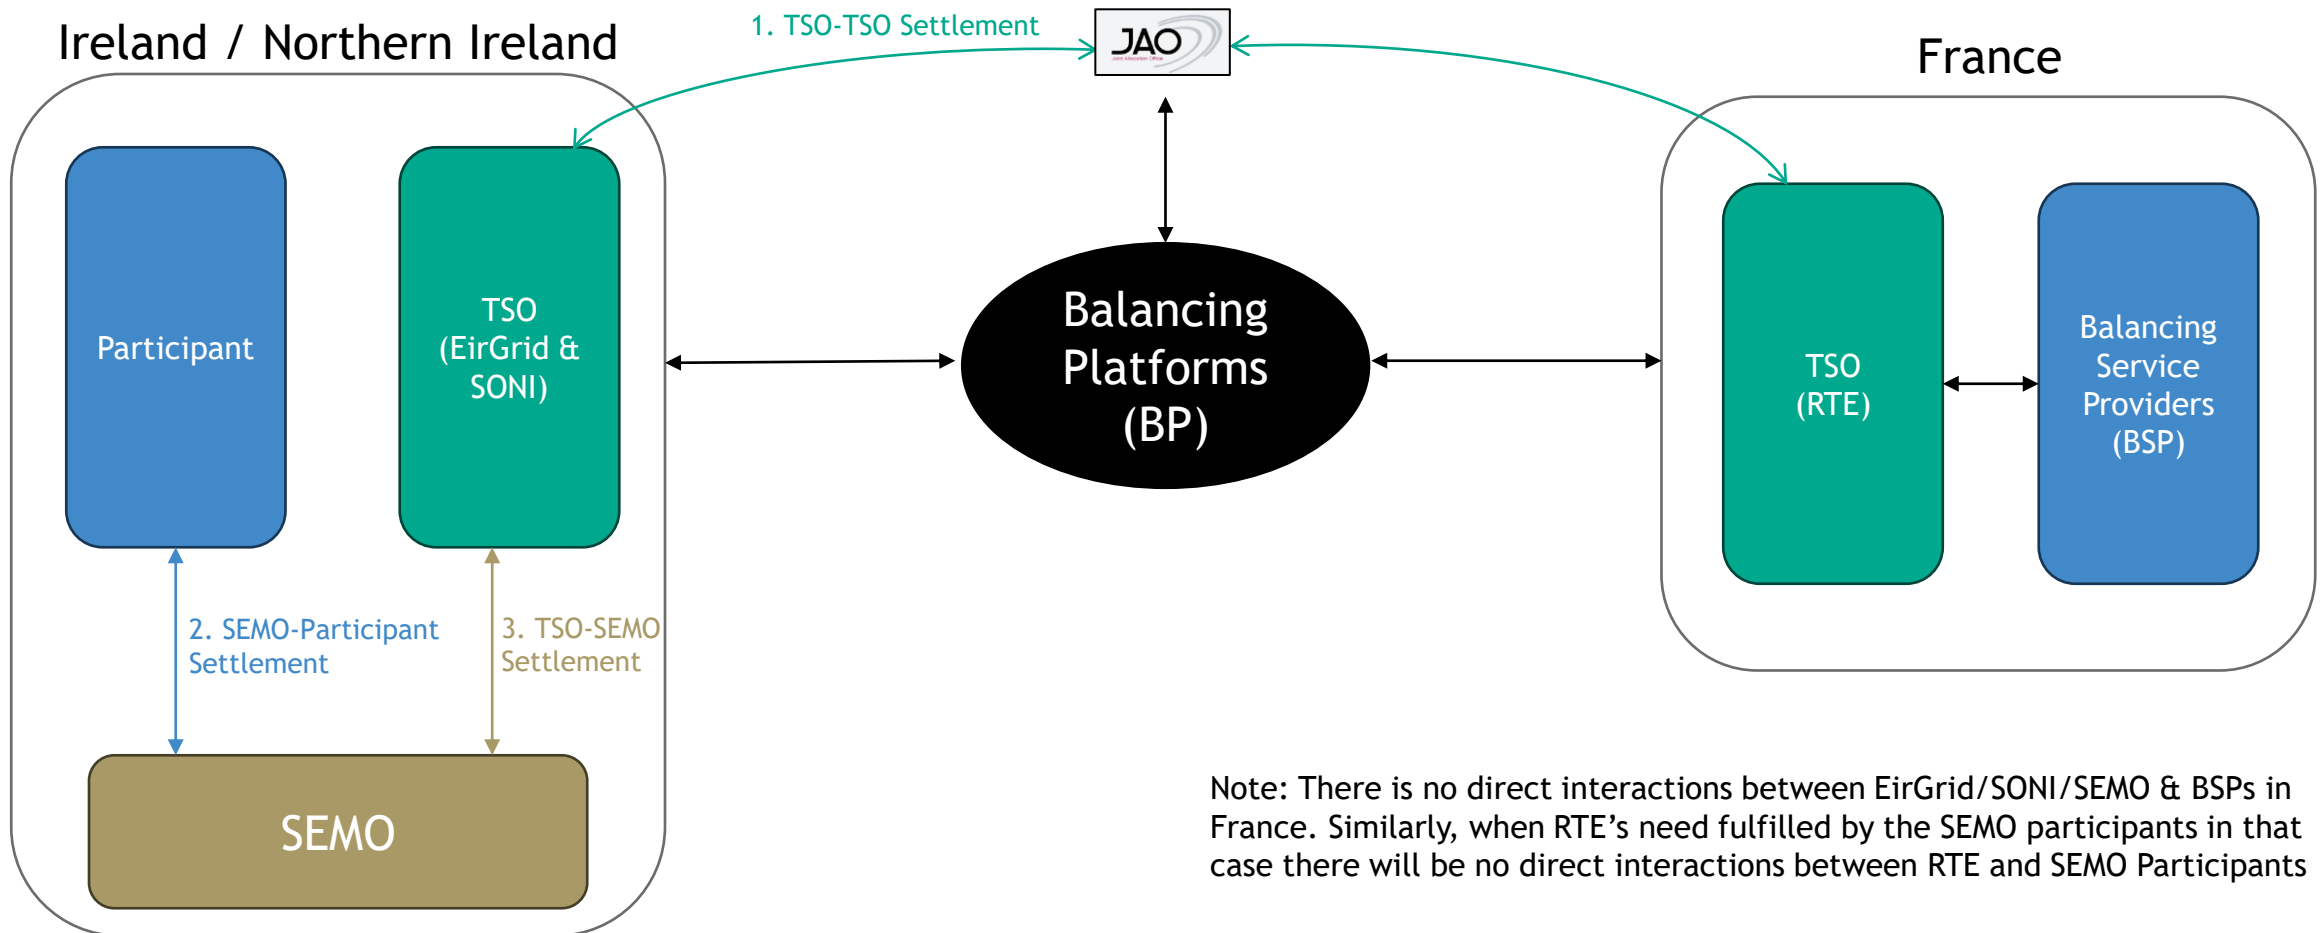 Ireland / Northern Ireland
1. TSO-TSO Settlement
JAO
Joint Allocation Office
France
Participant
TSO
(EirGrid &
SONI)
Balancing
Platforms
(BP)
TSO
(RTE)
Balancing
Service
Providers
(BSP)
2. SEMO-Participant
Settlement
3. TSO-SEMO
Settlement
SEMO
Note: There is no direct interactions between EirGrid/SONI/SEMO & BSPs in
France. Similarly, when RTE’s need fulfilled by the SEMO participants in that
case there will be no direct interactions between RTE and SEMO Participants